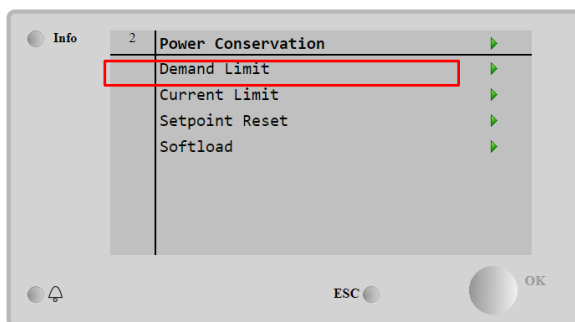 Info
2 Power Conservation
Demand Limit
Current Limit
Setpoint Reset
Softload
ESC
OK